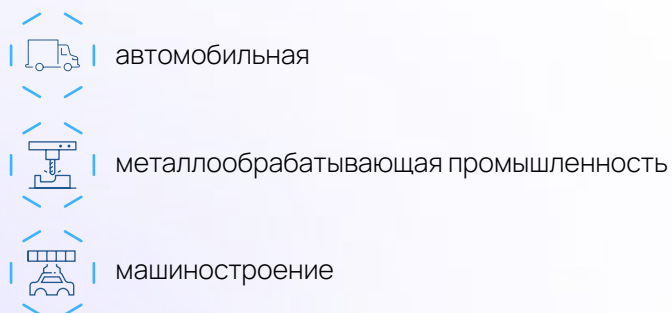 автомобильная
металлообрабатывающая промышленность
машиностроение